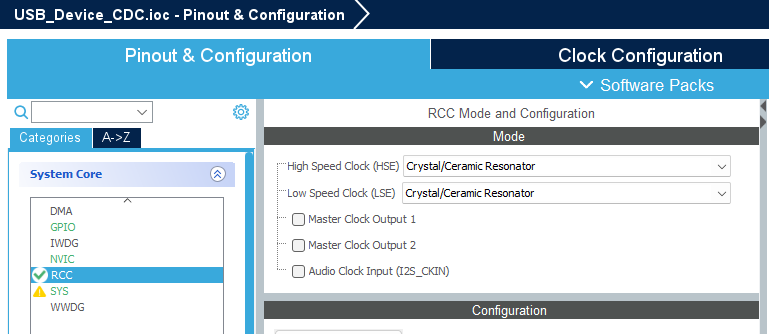 USB_Device_CDC.ioc - Pinout & Configuration
Pinout & Configuration
Clock Configuration
Software Packs
Categories
A->Z
System Core
DMA
GPIO
IWDG
NVIC
RCC
SYS
WWDG
RCC Mode and Configuration
Mode
High Speed Clock (HSE) Crystal/Ceramic Resonator
Low Speed Clock (LSE) Crystal/Ceramic Resonator
Master Clock Output 1
Master Clock Output 2
Audio Clock Input (I2S_CKIN)
Configuration